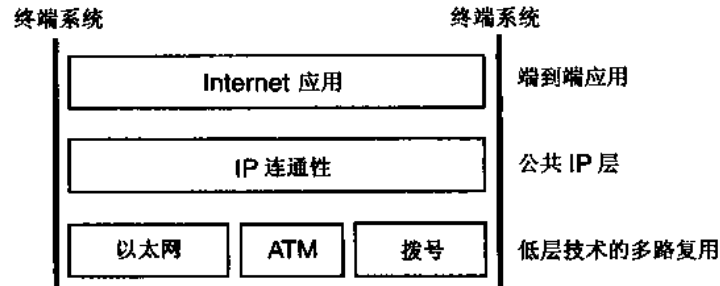 终端系统 终端系统
Internet 应用 端到端应用
IP 连通性 公共 IP 层
以太网 ATM 拨号 低层技术的多路复用